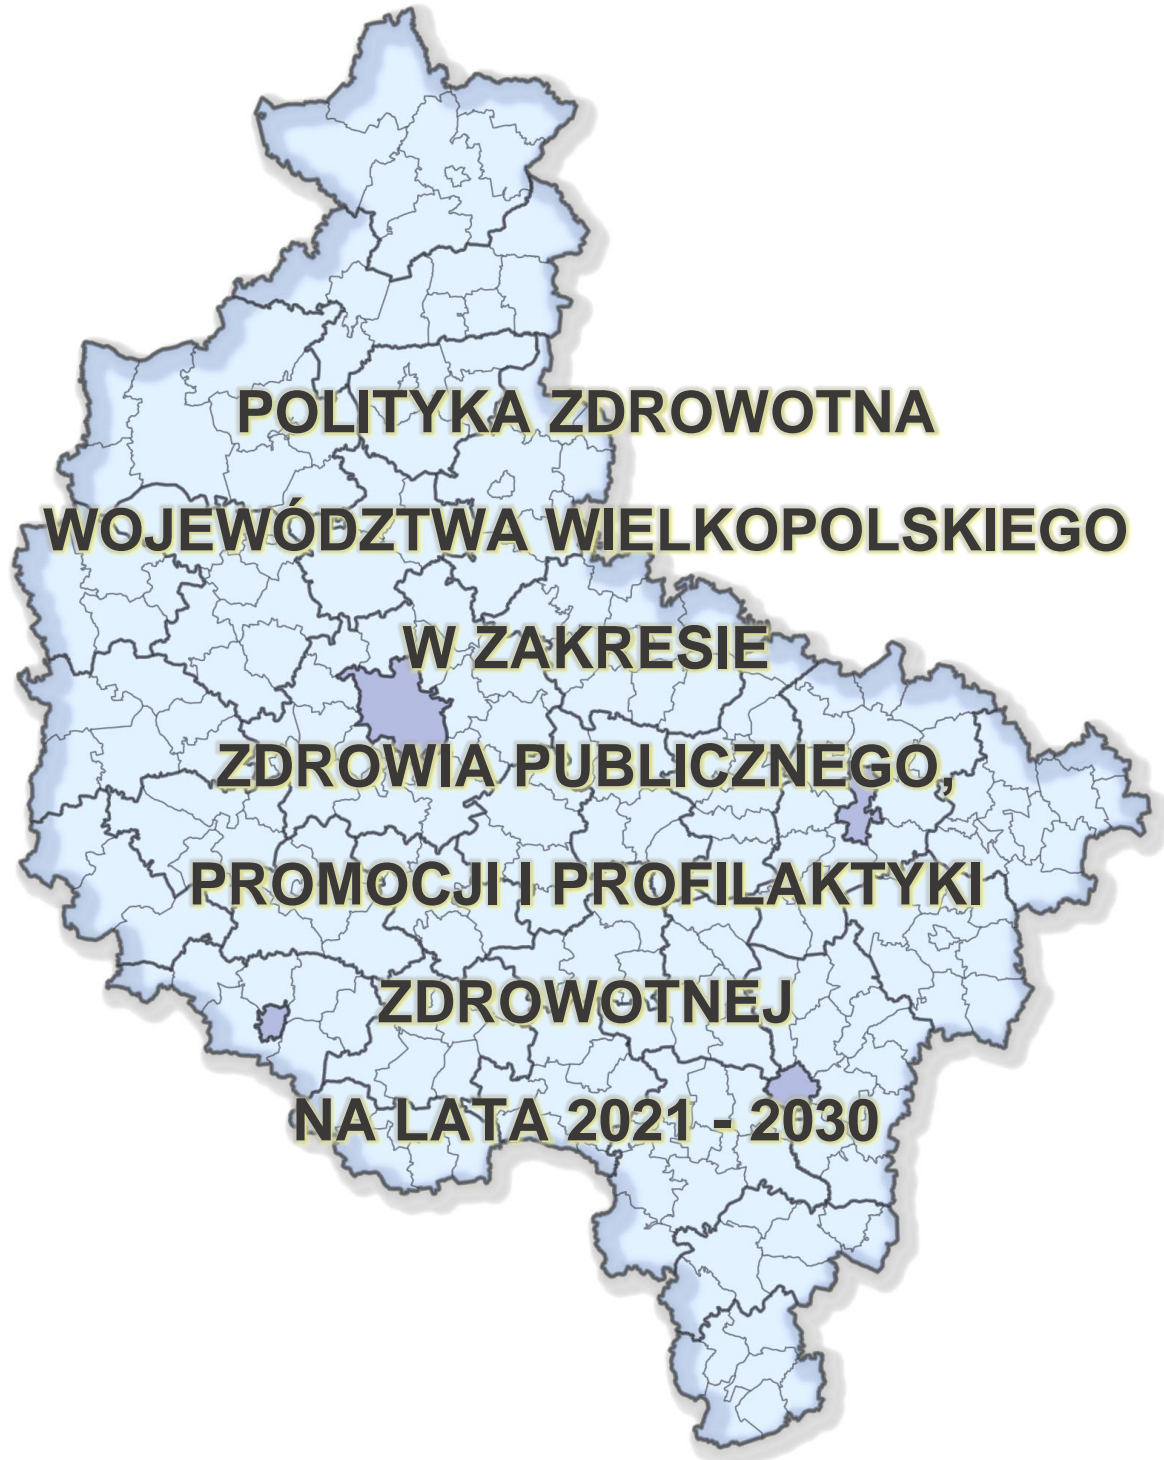 POLITYKA ZDROWOTNA
WOJEWÓDZTWA WIELKOPOLSKIEGO
W ZAKRESIE
ZDROWIA PUBLICZNEGO,
PROMOCJI I PROFILAKTYKI
ZDROWOTNEJ
NA LATA 2021 - 2030